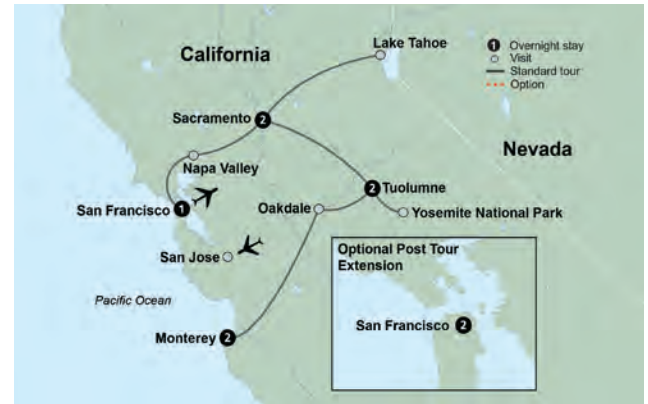 California
Lake Tahoe
1 Overnight stay
Visit
Standard tour
Option
Sacramento 2
Nevada
Napa Valley
2 Tuolumne
San Francisco 1
Oakdale
Yosemite National Park
San Jose
Optional Post Tour
Extension
Pacific Ocean
San Francisco 2
Monterey 2